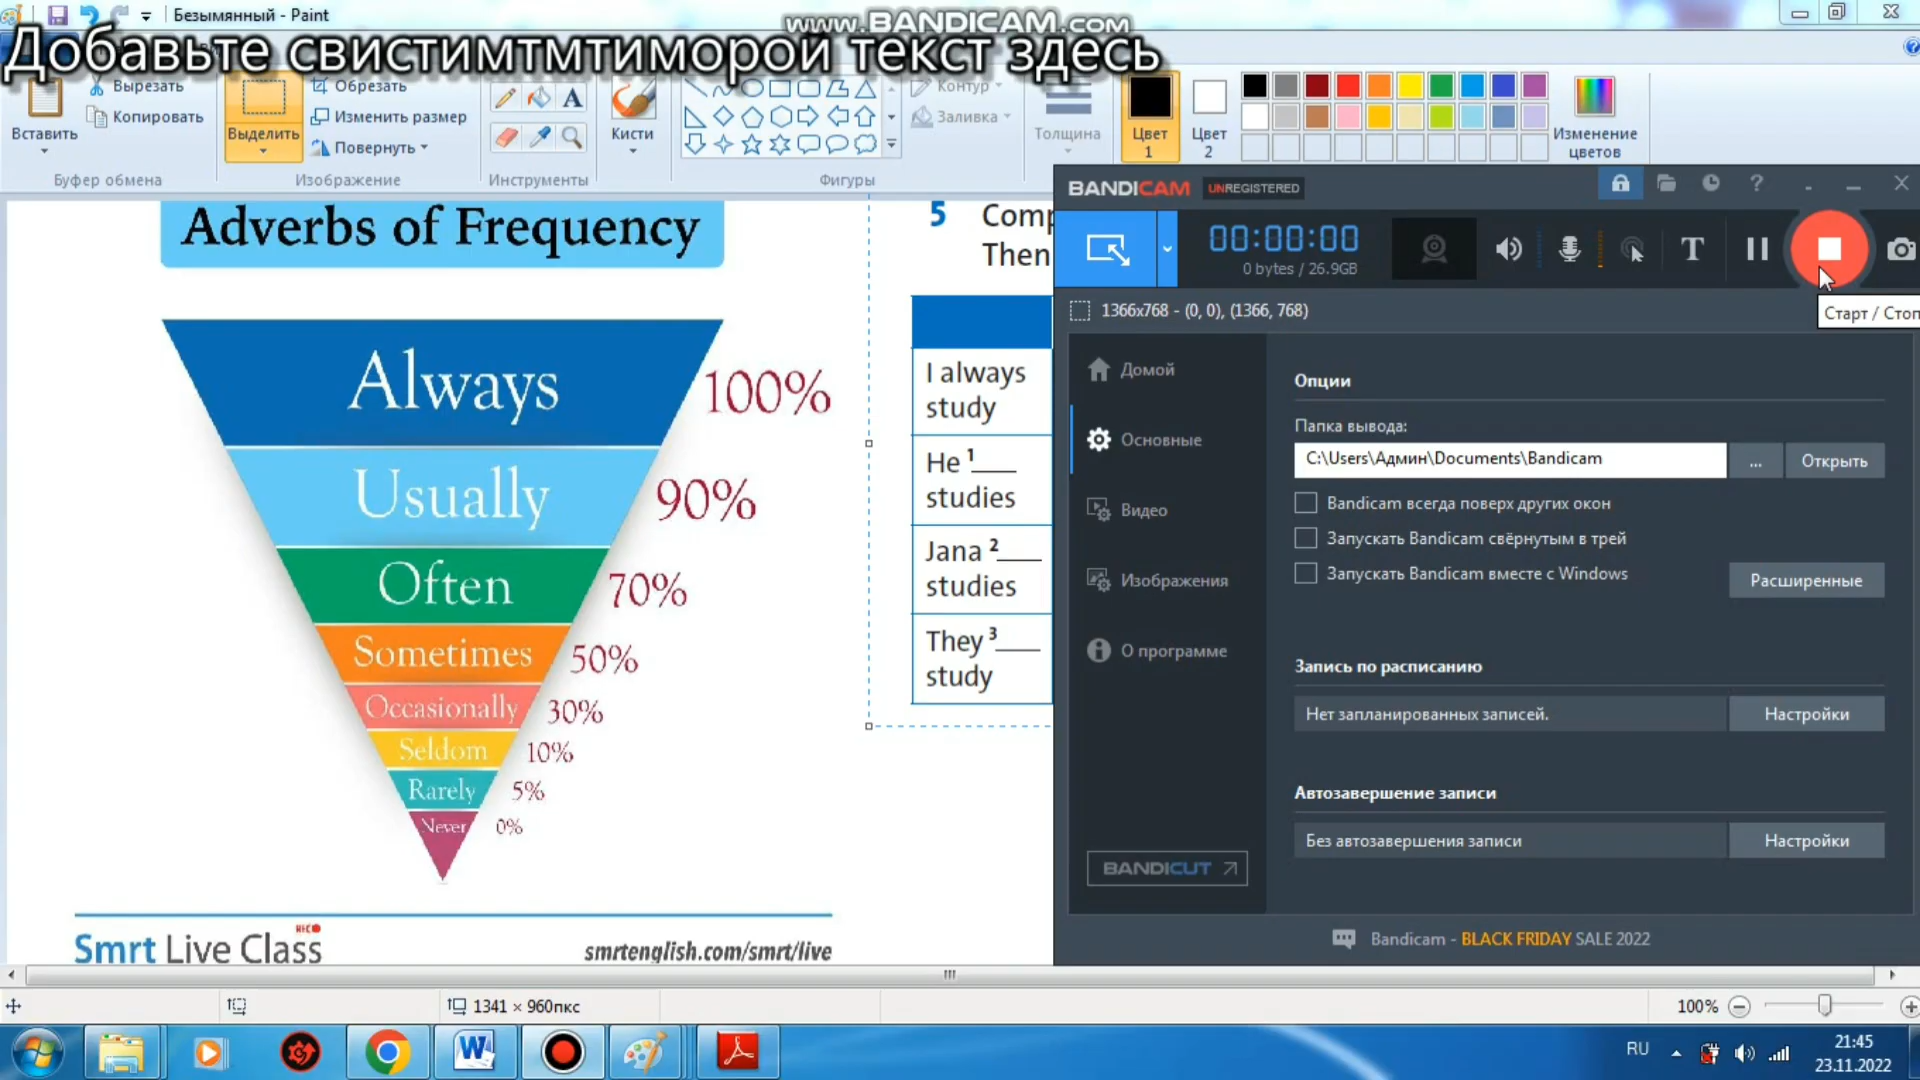 Безымянный - Paint
www.BANDICAM.com
Добавьте свистимтмтиморой текст здесь
Вставить
Вырезать
Копировать
Буфер обмена
Выделить
Обрезать
Изменить размер
Повернуть
Изображение
Инструменты
Кисти
Фигуры
Контур
Заливка
Толщина
Цвет
1
Цвет
2
Изменение
цветов
Adverbs of Frequency
Always 100%
Usually 90%
Often 70%
Sometimes 50%
Occasionally 30%
Seldom 10%
Rarely 5%
Never 0%
Smrt Live Class
REC
smrtenglish.com/smrt/live
5 Comp
Then
I always
study
He ¹___
studies
Jana ²___
studies
They ³___
study
BANDICAM UNREGISTERED
00:00:00
0 bytes / 26.9GB
Старт / Стоп
1366x768 - (0, 0), (1366, 768)
Домой
Основные
Видео
Изображения
О программе
BANDICUT
Опции
Папка вывода:
C:\Users\Админ\Documents\Bandicam
...
Открыть
Bandicam всегда поверх других окон
Запускать Bandicam свёрнутым в трей
Запускать Bandicam вместе с Windows
Расширенные
Запись по расписанию
Нет запланированных записей.
Настройки
Автозавершение записи
Без автозавершения записи
Настройки
Bandicam - BLACK FRIDAY SALE 2022
1341 × 960пкс
100%
RU
21:45
23.11.2022